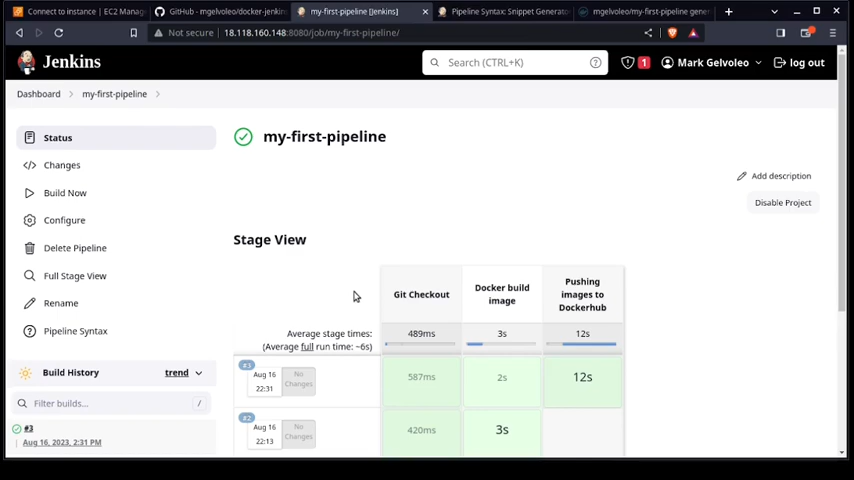 Connect to instance | EC2 Manag
GitHub - mgelvoleo/docker-jenkin
my-first-pipeline [Jenkins]
Pipeline Syntax: Snippet Generato
mgelvoleo/my-first-pipeline gene
Not secure
18.118.160.148:8080/job/my-first-pipeline/
Jenkins
Search (CTRL+K)
1
Mark Gelvoleo
log out
Dashboard
my-first-pipeline
Status
Changes
Build Now
Configure
Delete Pipeline
Full Stage View
Rename
Pipeline Syntax
Build History
trend
Filter builds...
/
#3
Aug 16, 2023, 2:31 PM
my-first-pipeline
Add description
Disable Project
Stage View
Git Checkout
Docker build
image
Pushing
images to
Dockerhub
Average stage times:
(Average full run time: ~6s)
489ms
3s
12s
#3
Aug 16
22:31
No
Changes
587ms
2s
12s
#2
Aug 16
22:13
No
Changes
420ms
3s